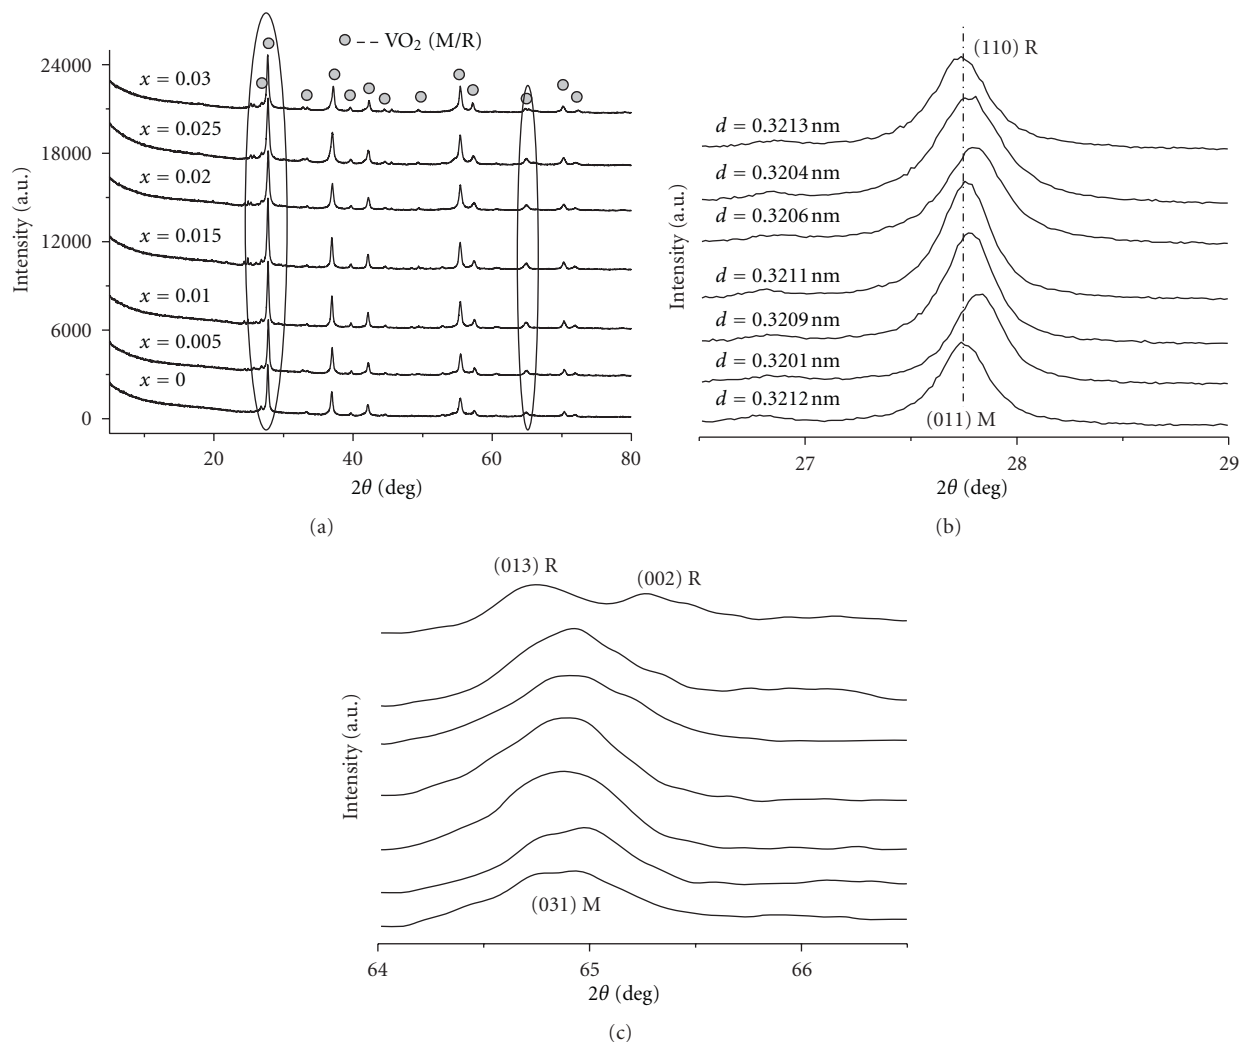 VO₂ (M/R)
24000
18000
12000
6000
0
Intensity (a.u.)
x = 0.03
x = 0.025
x = 0.02
x = 0.015
x = 0.01
x = 0.005
x = 0
20 40 60 80
2θ (deg)
(a)
(110) R
Intensity (a.u.)
d = 0.3213 nm
d = 0.3204 nm
d = 0.3206 nm
d = 0.3211 nm
d = 0.3209 nm
d = 0.3201 nm
d = 0.3212 nm
(011) M
27 28 29
2θ (deg)
(b)
(013) R
(002) R
Intensity (a.u.)
(031) M
64 65 66
2θ (deg)
(c)